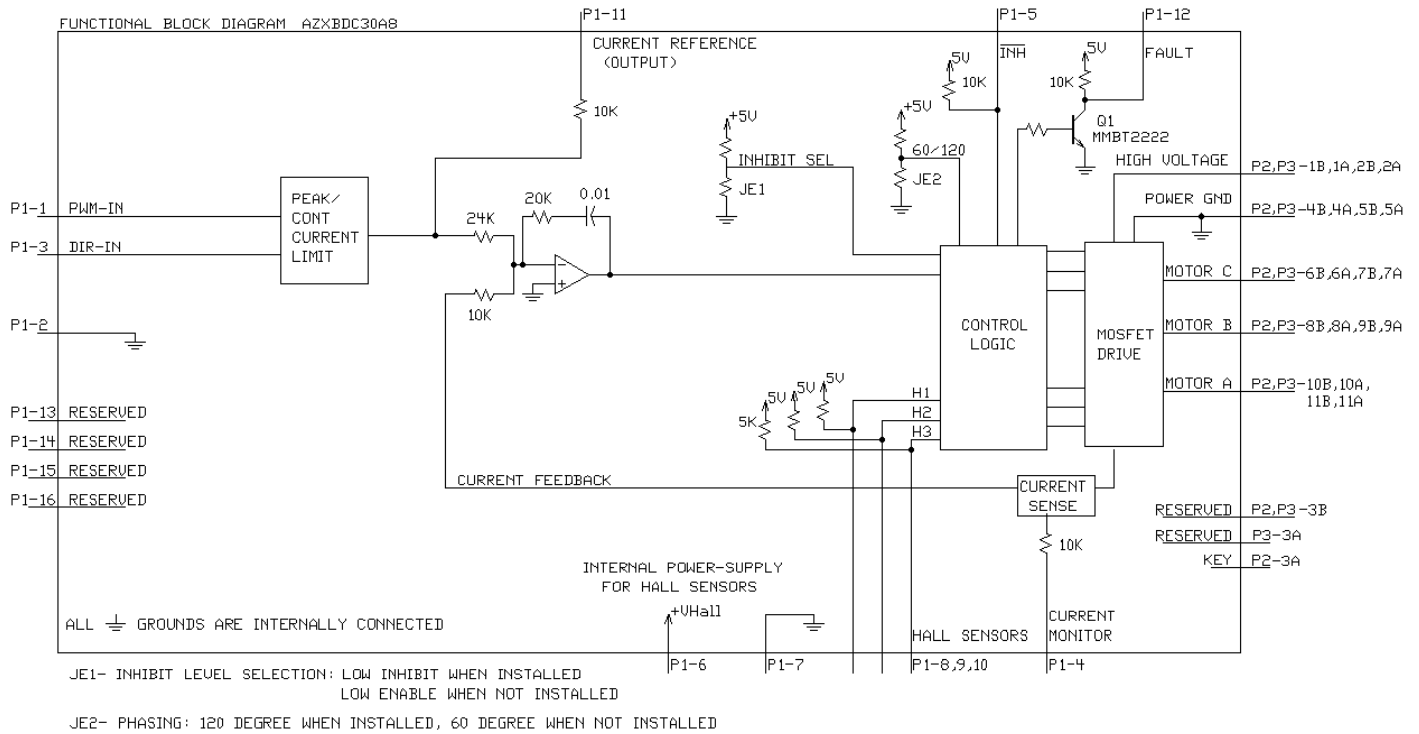 FUNCTIONAL BLOCK DIAGRAM AZXBDC30A8
P1-11
P1-5
P1-12
CURRENT REFERENCE
(OUTPUT)
10K
INH
5V
10K
5V
10K
FAULT
Q1
MMBT2222
+5V
INHIBIT SEL
JE1
+5V
60/120
JE2
HIGH VOLTAGE
P2,P3-1B,1A,2B,2A
POWER GND
P2,P3-4B,4A,5B,5A
P1-1
PWM-IN
P1-3
DIR-IN
PEAK/
CONT
CURRENT
LIMIT
24K
20K
0.01
-
+
10K
P1-2
CONTROL
LOGIC
MOSFET
DRIVE
MOTOR C
P2,P3-6B,6A,7B,7A
MOTOR B
P2,P3-8B,8A,9B,9A
MOTOR A
P2,P3-10B,10A,
11B,11A
5V
5V
5V
5K
H1
H2
H3
P1-13 RESERVED
P1-14 RESERVED
P1-15 RESERVED
P1-16 RESERVED
CURRENT FEEDBACK
CURRENT
SENSE
10K
RESERVED P2,P3-3B
RESERVED P3-3A
KEY P2-3A
INTERNAL POWER-SUPPLY
FOR HALL SENSORS
+VHall
ALL GROUNDS ARE INTERNALLY CONNECTED
HALL SENSORS
CURRENT
MONITOR
P1-6
P1-7
P1-8,9,10
P1-4
JE1- INHIBIT LEVEL SELECTION: LOW INHIBIT WHEN INSTALLED
LOW ENABLE WHEN NOT INSTALLED
JE2- PHASING: 120 DEGREE WHEN INSTALLED, 60 DEGREE WHEN NOT INSTALLED